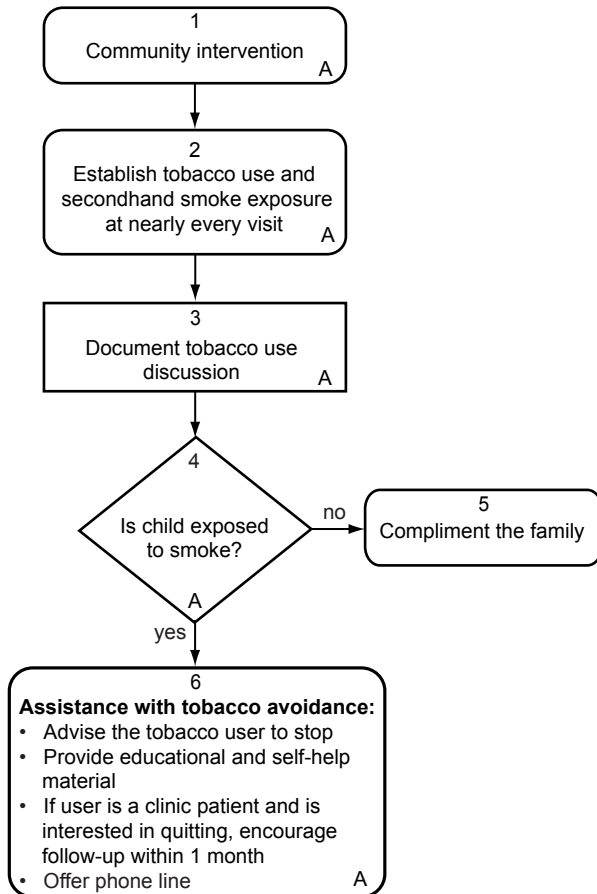 1
Community intervention
A
2
Establish tobacco use and
secondhand smoke exposure
at nearly every visit
A
3
Document tobacco use
discussion
A
4
Is child exposed
to smoke?
A
no
5
Compliment the family
yes
6
Assistance with tobacco avoidance:
• Advise the tobacco user to stop
• Provide educational and self-help
material
• If user is a clinic patient and is
interested in quitting, encourage
follow-up within 1 month
• Offer phone line
A